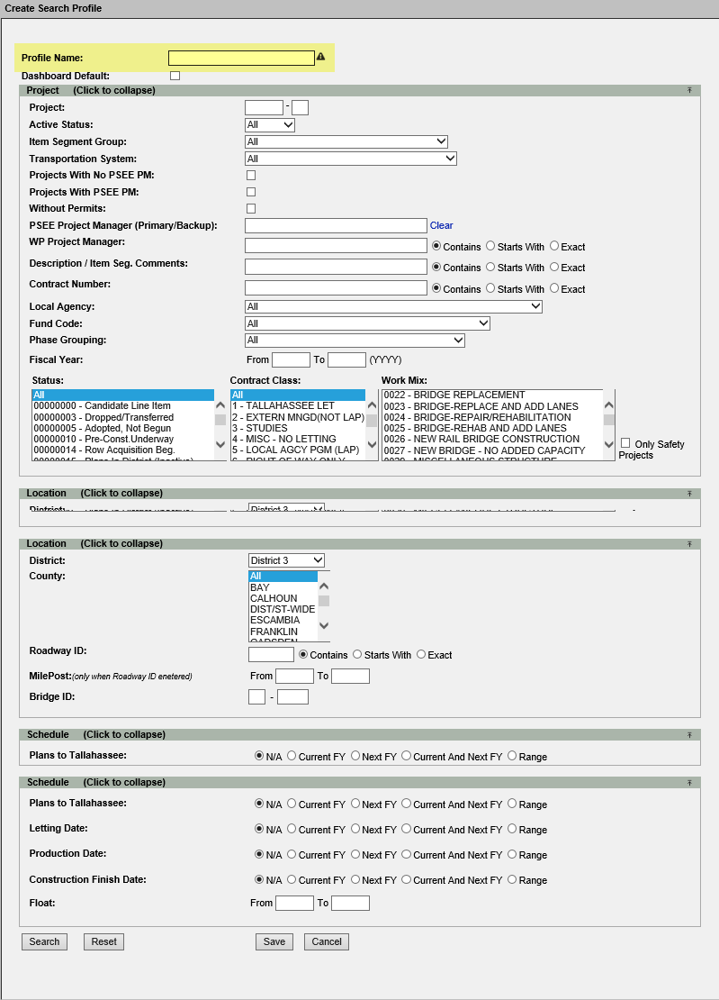 Create Search Profile
Profile Name:
Dashboard Default:
Project (Click to collapse)
Project: -
Active Status: All
Item Segment Group: All
Transportation System: All
Projects With No PSEE PM:
Projects With PSEE PM:
Without Permits:
PSEE Project Manager (Primary/Backup): Clear
WP Project Manager: Contains Starts With Exact
Description / Item Seg. Comments: Contains Starts With Exact
Contract Number: Contains Starts With Exact
Local Agency: All
Fund Code: All
Phase Grouping: All
Fiscal Year: From To (YYYY)
Status: Contract Class: Work Mix:
All All 0022 - BRIDGE REPLACEMENT
00000000 - Candidate Line Item 1 - TALLAHASSEE LET 0023 - BRIDGE-REPLACE AND ADD LANES
00000003 - Dropped/Transferred 2 - EXTERN MNGD(NOT LAP) 0024 - BRIDGE-REPAIR/REHABILITATION
00000005 - Adopted, Not Begun 3 - STUDIES 0025 - BRIDGE-REHAB AND ADD LANES
00000010 - Pre-Const.Underway 4 - MISC - NO LETTING 0026 - NEW RAIL BRIDGE CONSTRUCTION
00000014 - Row Acquisition Beg. 5 - LOCAL AGCY PGM (LAP) 0027 - NEW BRIDGE - NO ADDED CAPACITY
Only Safety
Projects
Location (Click to collapse)
District: District 3
Location (Click to collapse)
District: District 3
County: All
BAY
CALHOUN
DIST/ST-WIDE
ESCAMBIA
FRANKLIN
GADSDEN
Roadway ID: Contains Starts With Exact
MilePost:(only when Roadway ID enetered) From To
Bridge ID: -
Schedule (Click to collapse)
Plans to Tallahassee: N/A Current FY Next FY Current And Next FY Range
Schedule (Click to collapse)
Plans to Tallahassee: N/A Current FY Next FY Current And Next FY Range
Letting Date: N/A Current FY Next FY Current And Next FY Range
Production Date: N/A Current FY Next FY Current And Next FY Range
Construction Finish Date: N/A Current FY Next FY Current And Next FY Range
Float: From To
Search Reset Save Cancel